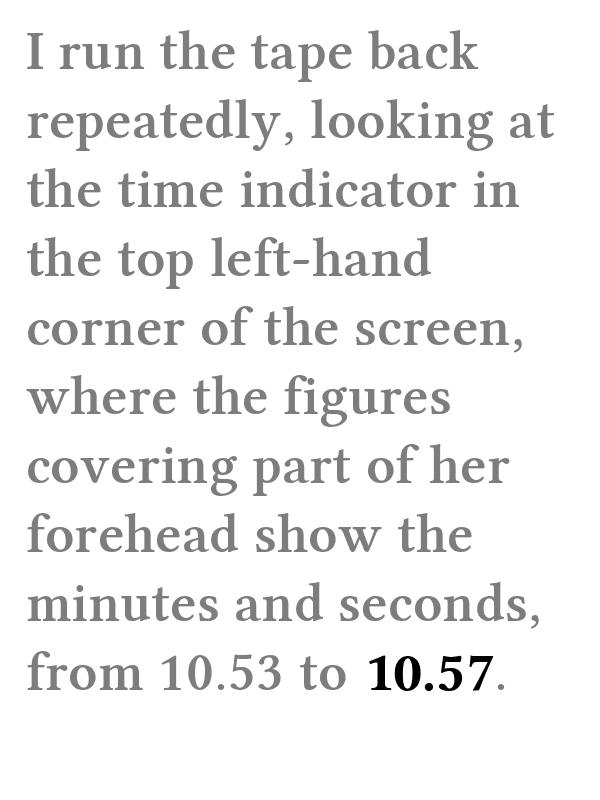 I run the tape back
repeatedly, looking at
the time indicator in
the top left-hand
corner of the screen,
where the figures
covering part of her
forehead show the
minutes and seconds,
from 10.53 to 10.57.